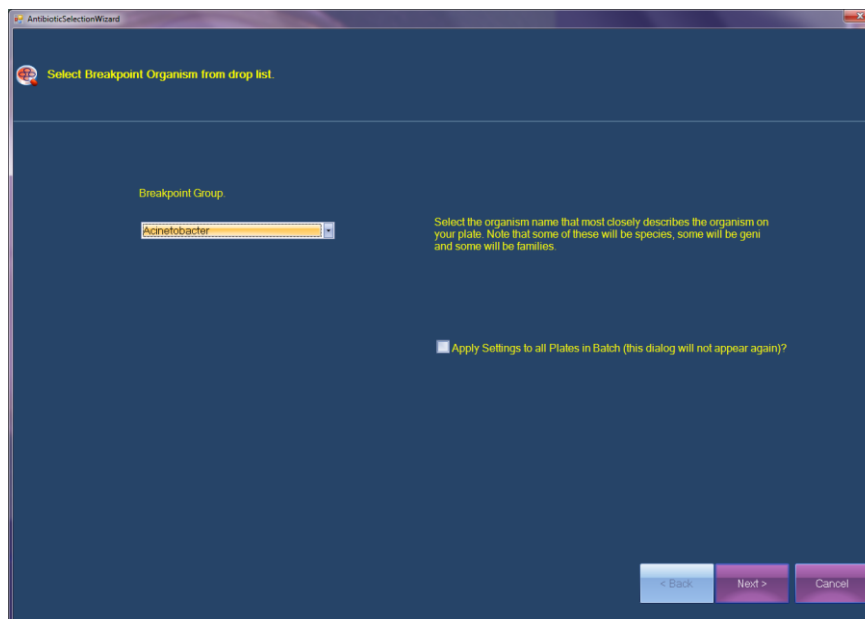 AntibioticSelectionWizard
Select Breakpoint Organism from drop list.
Breakpoint Group.
Acinetobacter
Select the organism name that most closely describes the organism on
your plate. Note that some of these will be species, some will be geni
and some will be families.
Apply Settings to all Plates in Batch (this dialog will not appear again)?
< Back
Next >
Cancel